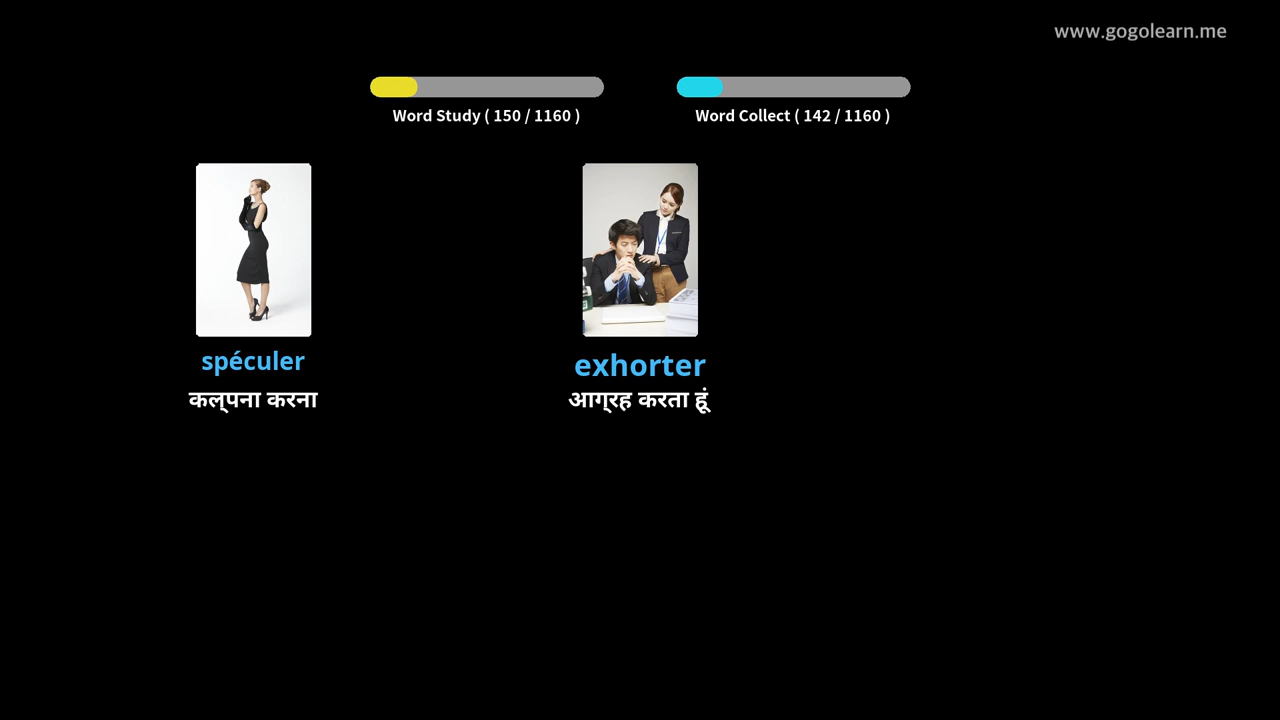 www.gogolearn.me
Word Study ( 150 / 1160 )
Word Collect ( 142 / 1160 )
spéculer
कल्पना करना
exhorter
आग्रह करता हूं